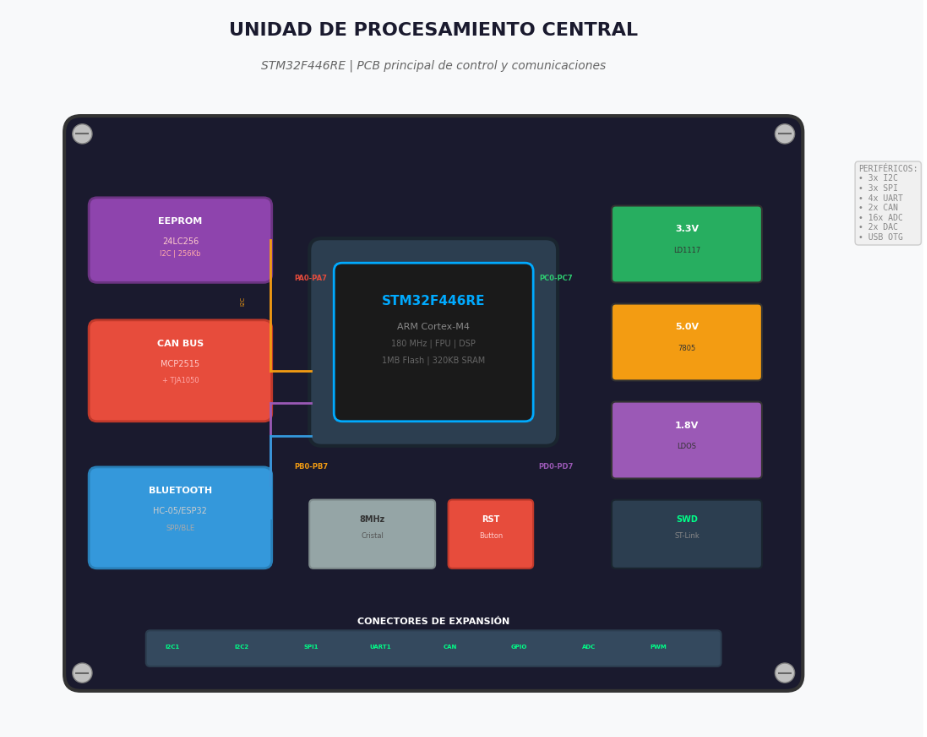 UNIDAD DE PROCESAMIENTO CENTRAL
STM32F446RE | PCB principal de control y comunicaciones
PERIFÉRICOS:
• 3x I2C
• 3x SPI
• 4x UART
• 2x CAN
• 16x ADC
• 2x DAC
• USB OTG
EEPROM
24LC256
I2C | 256Kb
I2C
CAN BUS
MCP2515
+ TJA1050
BLUETOOTH
HC-05/ESP32
SPP/BLE
PA0-PA7
PC0-PC7
STM32F446RE
ARM Cortex-M4
180 MHz | FPU | DSP
1MB Flash | 320KB SRAM
PB0-PB7
PD0-PD7
8MHz
Cristal
RST
Button
3.3V
LD1117
5.0V
7805
1.8V
LDOS
SWD
ST-Link
CONECTORES DE EXPANSIÓN
I2C1 I2C2 SPI1 UART1 CAN GPIO ADC PWM